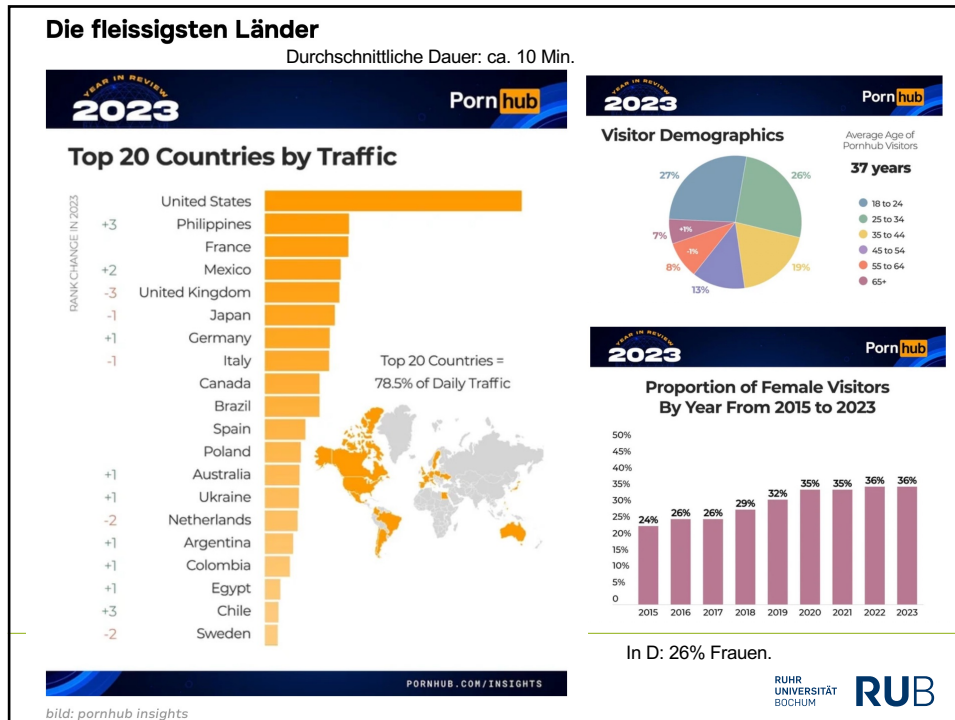 Die fleissigsten Länder
Durchschnittliche Dauer: ca. 10 Min.
YEAR IN REVIEW
2023
Pornhub
Top 20 Countries by Traffic
RANK CHANGE IN 2023
United States
+3 Philippines
France
+2 Mexico
-3 United Kingdom
-1 Japan
+1 Germany
-1 Italy
Canada
Brazil
Spain
Poland
+1 Australia
+1 Ukraine
-2 Netherlands
+1 Argentina
+1 Colombia
+1 Egypt
+3 Chile
-2 Sweden
Top 20 Countries =
78.5% of Daily Traffic
PORNHUB.COM/INSIGHTS
bild: pornhub insights
YEAR IN REVIEW
2023
Pornhub
Visitor Demographics
Average Age of
Pornhub Visitors
37 years
27%
26%
19%
13%
8%
7%
+1%
-1%
18 to 24
25 to 34
35 to 44
45 to 54
55 to 64
65+
YEAR IN REVIEW
2023
Pornhub
Proportion of Female Visitors
By Year From 2015 to 2023
50%
45%
40%
35%
30%
25%
20%
15%
10%
5%
0
24% 26% 26% 29% 32% 35% 35% 36% 36%
2015 2016 2017 2018 2019 2020 2021 2022 2023
In D: 26% Frauen.
RUHR
UNIVERSITÄT
BOCHUM
RUB